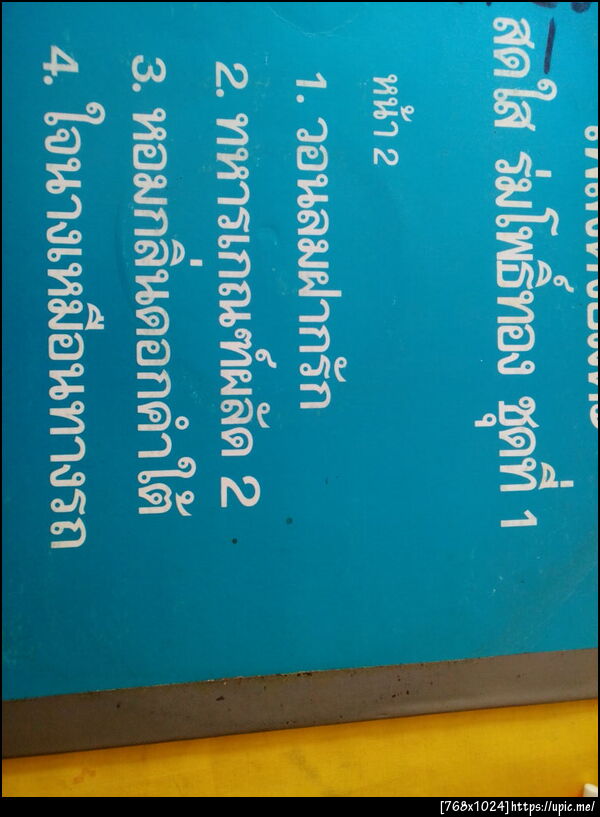 สดใส ร่มโพธิ์ทอง ชุดที่ 1
หน้า 2
1. วอนลมฝากรัก
2. ทหารเกณฑ์ผลัด 2
3. หอมกลิ่นดอกคำใต้
4. ใจนางเหมือนทางรถ
[768x1024]https://upic.me/